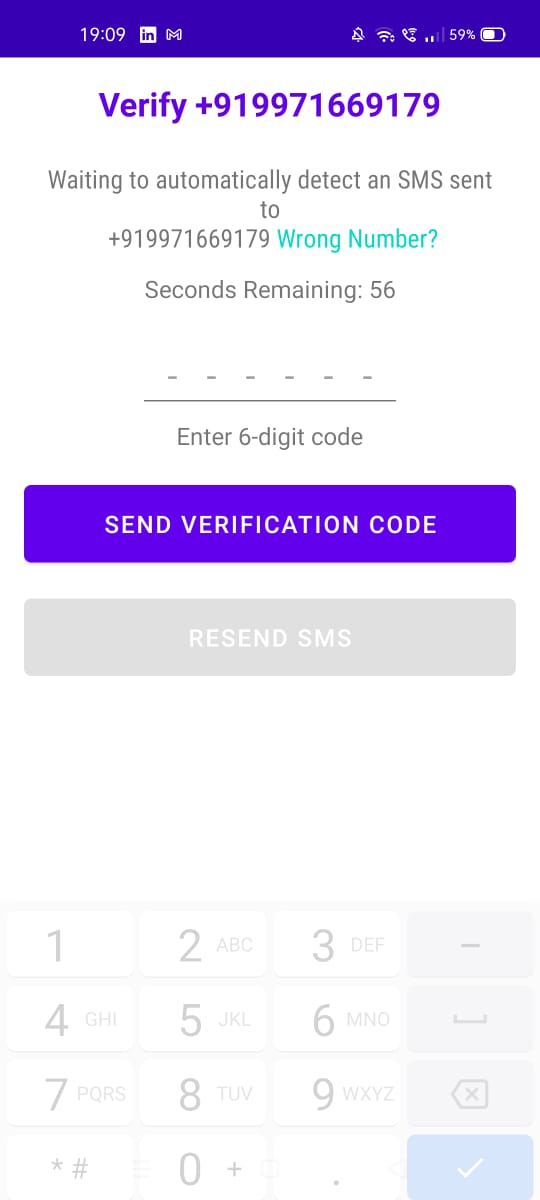 19:09 in 59%
Verify +919971669179
Waiting to automatically detect an SMS sent
to
+919971669179 Wrong Number?
Seconds Remaining: 56
- - - - - -
Enter 6-digit code
SEND VERIFICATION CODE
RESEND SMS
1 2 ABC 3 DEF -
4 GHI 5 JKL 6 MNO
7 PQRS 8 TUV 9 WXYZ
* # 0 + .